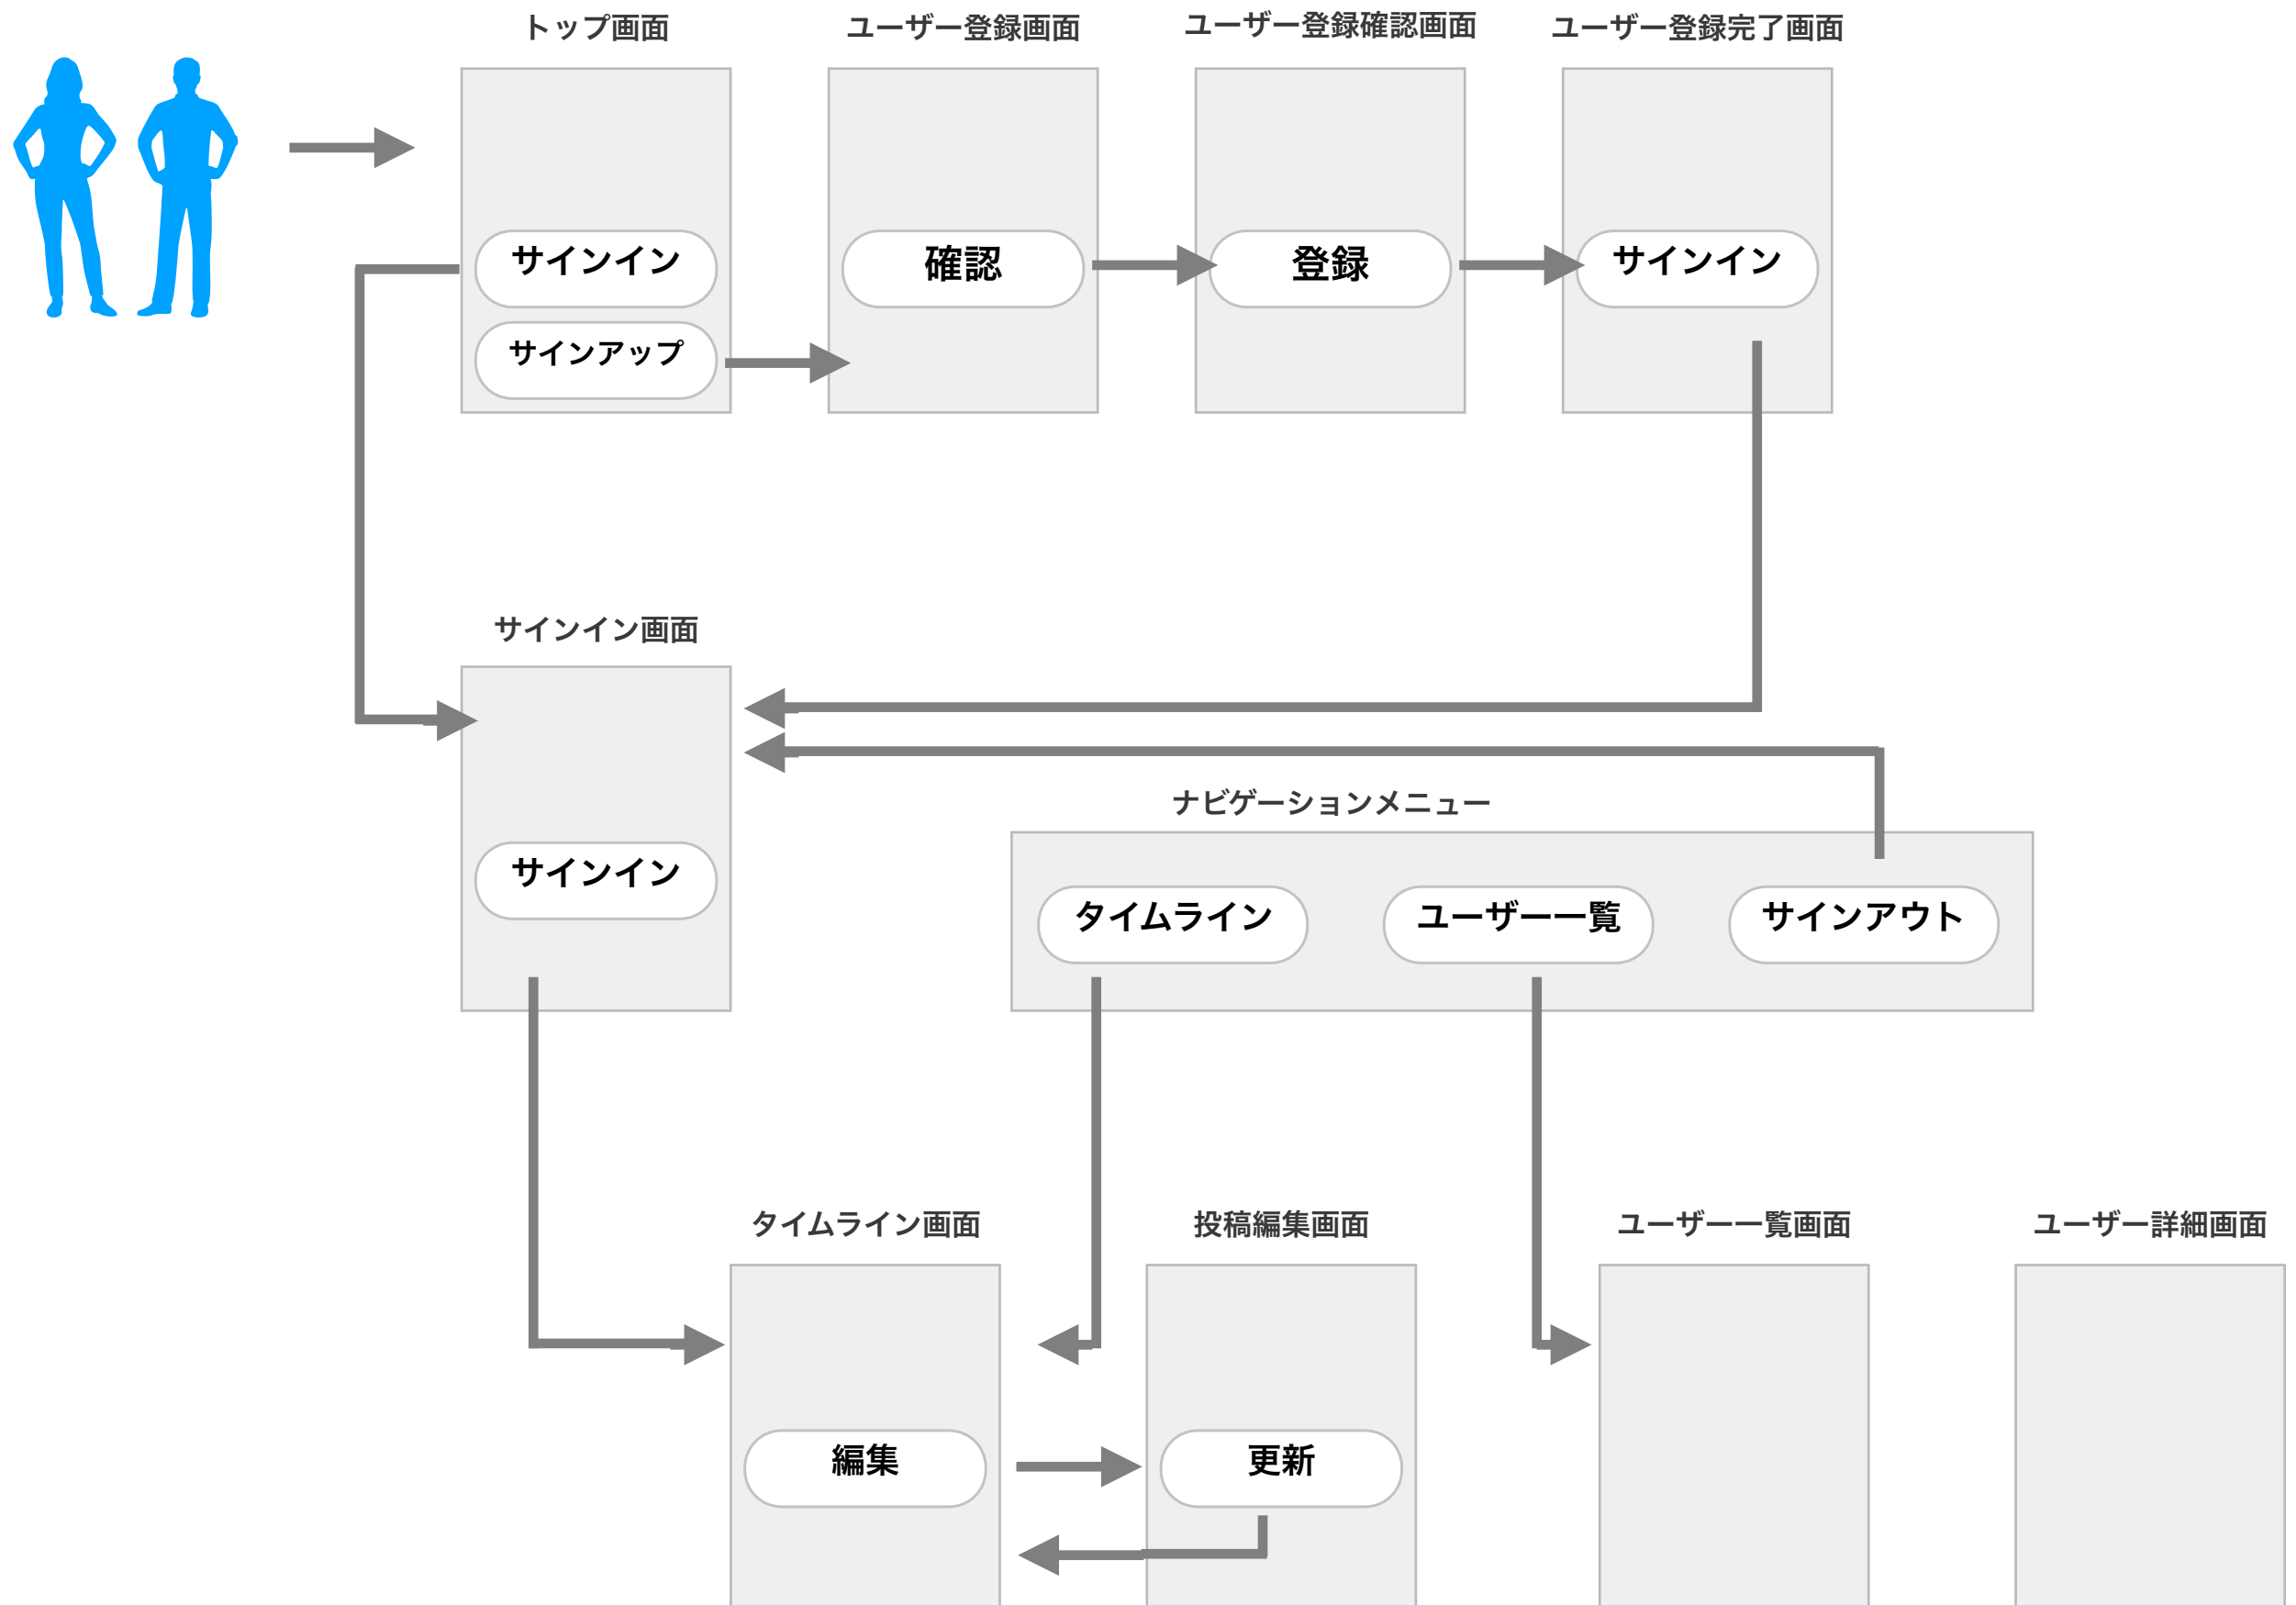 トップ画面
ユーザー登録画面
ユーザー登録確認画面
ユーザー登録完了画面
サインイン
確認
登録
サインイン
サインアップ
サインイン画面
ナビゲーションメニュー
サインイン
タイムライン
ユーザー一覧
サインアウト
タイムライン画面
投稿編集画面
ユーザー一覧画面
ユーザー詳細画面
編集
更新